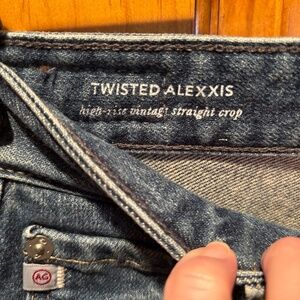 TWISTED ALEXXIS
high-rise vintage straight crop
AG